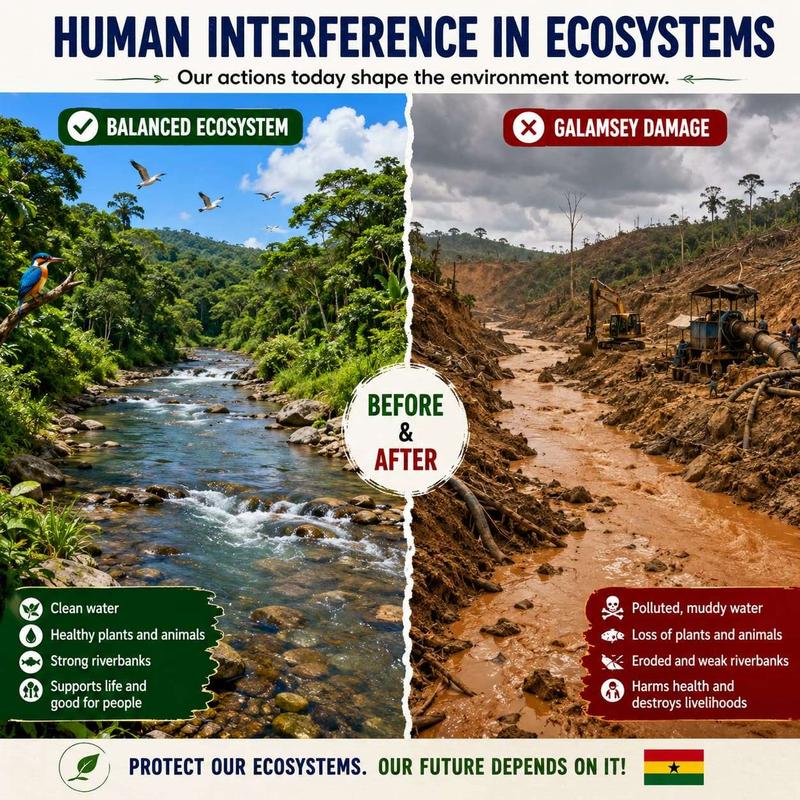 HUMAN INTERFERENCE IN ECOSYSTEMS
Our actions today shape the environment tomorrow.
BALANCED ECOSYSTEM
GALAMSEY DAMAGE
BEFORE
&
AFTER
Clean water
Healthy plants and animals
Strong riverbanks
Supports life and
good for people
Polluted, muddy water
Loss of plants and animals
Eroded and weak riverbanks
Harms health and
destroys livelihoods
PROTECT OUR ECOSYSTEMS. OUR FUTURE DEPENDS ON IT!